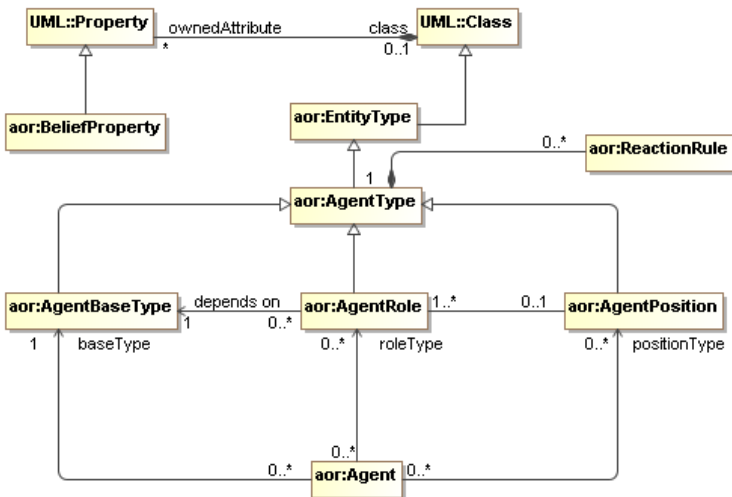 UML::Property
ownedAttribute
class
UML::Class
*
0..1
aor:BeliefProperty
aor:EntityType
0..*
aor:ReactionRule
1
aor:AgentType
aor:AgentBaseType
depends on
aor:AgentRole
1..*
0..1
aor:AgentPosition
1
0..*
1
baseType
0..*
roleType
0..*
positionType
0..*
0..*
aor:Agent
0..*